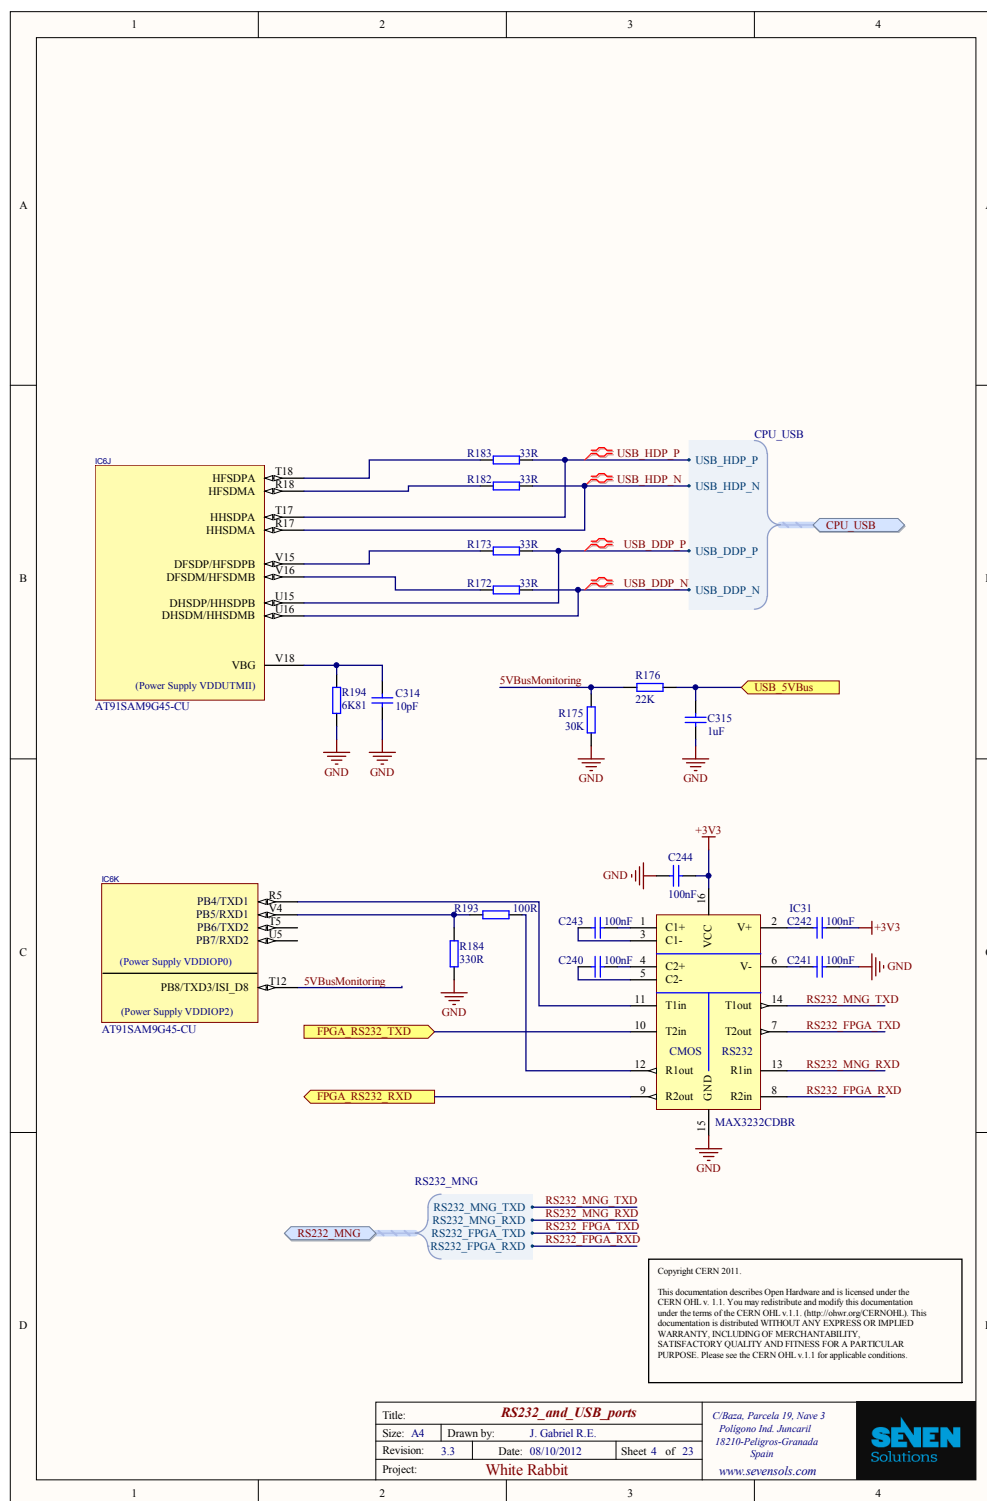 1 2 3 4
A
B
C
D
CPU_USB
IC6J
HFSDPA T18
HFSDMA R18
HHSDPA T17
HHSDMA R17
DFSDP/HFSDPB V15
DFSDM/HFSDMB V16
DHSDP/HHSDPB U15
DHSDM/HHSDMB U16
VBG V18
(Power Supply VDDUTMII)
AT91SAM9G45-CU
R183 33R USB_HDP_P USB_HDP_P
R182 33R USB_HDP_N USB_HDP_N
CPU_USB
R173 33R USB_DDP_P USB_DDP_P
R172 33R USB_DDP_N USB_DDP_N
R194
6K81
C314
10pF
GND GND
5VBusMonitoring
R176
22K
USB_5VBus
R175
30K
C315
1uF
GND GND
+3V3
C244
GND
100nF
16
IC6K
PB4/TXD1 R5
PB5/RXD1 V4
PB6/TXD2 T5
PB7/RXD2 U5
(Power Supply VDDIOP0)
PB8/TXD3/ISI_D8 T12 5VBusMonitoring
(Power Supply VDDIOP2)
AT91SAM9G45-CU
R193 100R
R184
330R
GND
IC31
C243 100nF 1 C1+ VCC V+ 2 C242 100nF +3V3
3 C1-
C240 100nF 4 C2+ V- 6 C241 100nF GND
5 C2-
11 T1in T1out 14 RS232_MNG_TXD
FPGA_RS232_TXD 10 T2in T2out 7 RS232_FPGA_TXD
CMOS RS232
12 R1out R1in 13 RS232_MNG_RXD
FPGA_RS232_RXD 9 R2out GND R2in 8 RS232_FPGA_RXD
15 MAX3232CDBR
GND
RS232_MNG
RS232_MNG_TXD RS232_MNG_TXD
RS232_MNG_RXD RS232_MNG_RXD
RS232_MNG RS232_FPGA_TXD RS232_FPGA_TXD
RS232_FPGA_RXD RS232_FPGA_RXD
Copyright CERN 2011.
This documentation describes Open Hardware and is licensed under the
CERN OHL v. 1.1. You may redistribute and modify this documentation
under the terms of the CERN OHL v.1.1. (http://ohwr.org/CERNOHL). This
documentation is distributed WITHOUT ANY EXPRESS OR IMPLIED
WARRANTY, INCLUDING OF MERCHANTABILITY,
SATISFACTORY QUALITY AND FITNESS FOR A PARTICULAR
PURPOSE. Please see the CERN OHL v.1.1 for applicable conditions.
Title: RS232_and_USB_ports
Size: A4 Drawn by: J. Gabriel R.E.
Revision: 3.3 Date: 08/10/2012 Sheet 4 of 23
Project: White Rabbit
C/Baza, Parcela 19, Nave 3
Poligono Ind. Juncaril
18210-Peligros-Granada
Spain
www.sevensols.com
SEVEN
Solutions
1 2 3 4